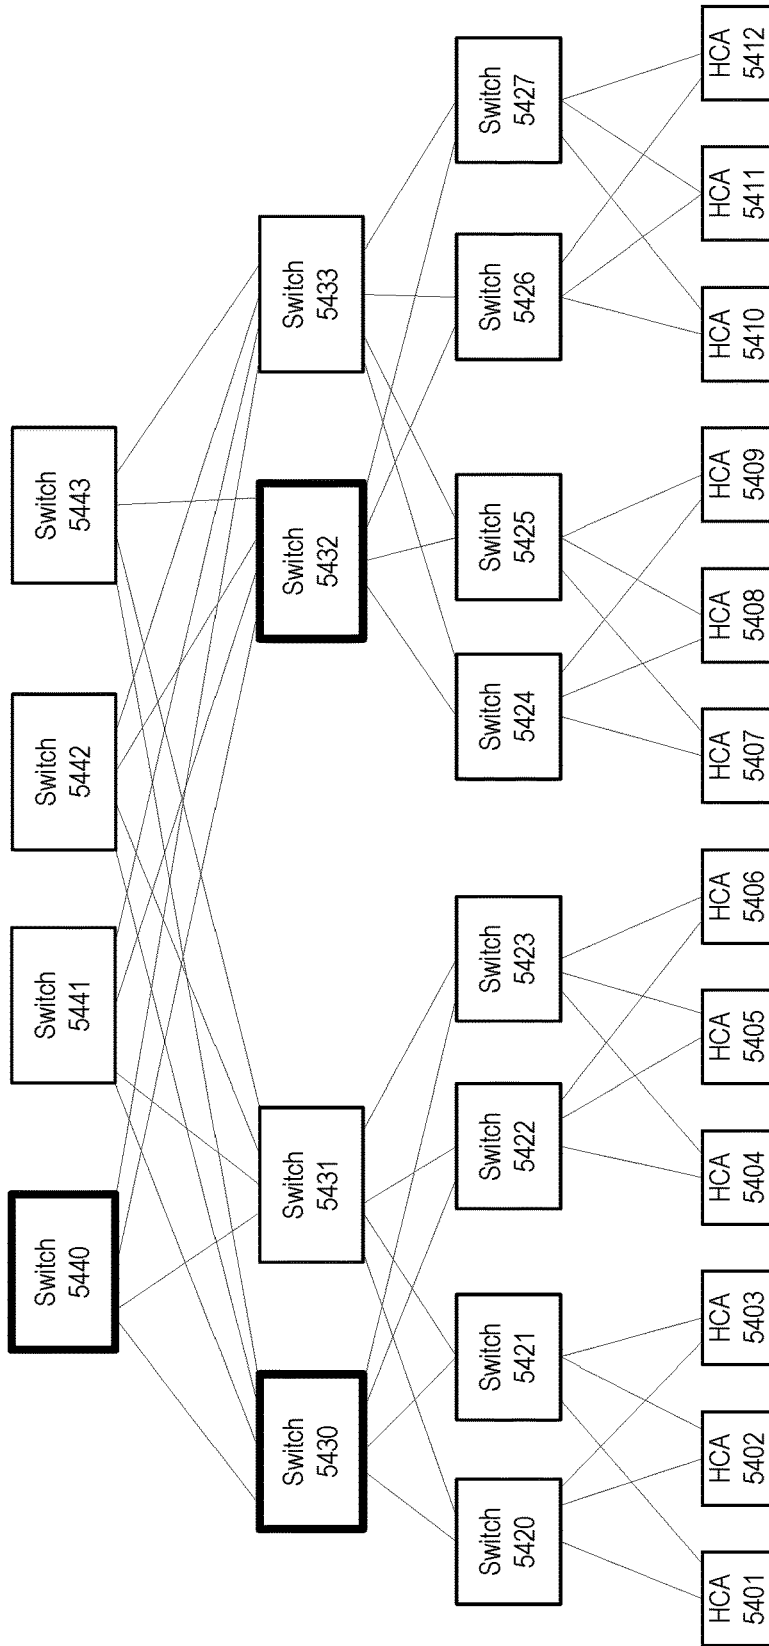 Switch
5440
Switch
5441
Switch
5442
Switch
5443
Switch
5430
Switch
5431
Switch
5432
Switch
5433
Switch
5420
Switch
5421
Switch
5422
Switch
5423
Switch
5424
Switch
5425
Switch
5426
Switch
5427
HCA
5401
HCA
5402
HCA
5403
HCA
5404
HCA
5405
HCA
5406
HCA
5407
HCA
5408
HCA
5409
HCA
5410
HCA
5411
HCA
5412